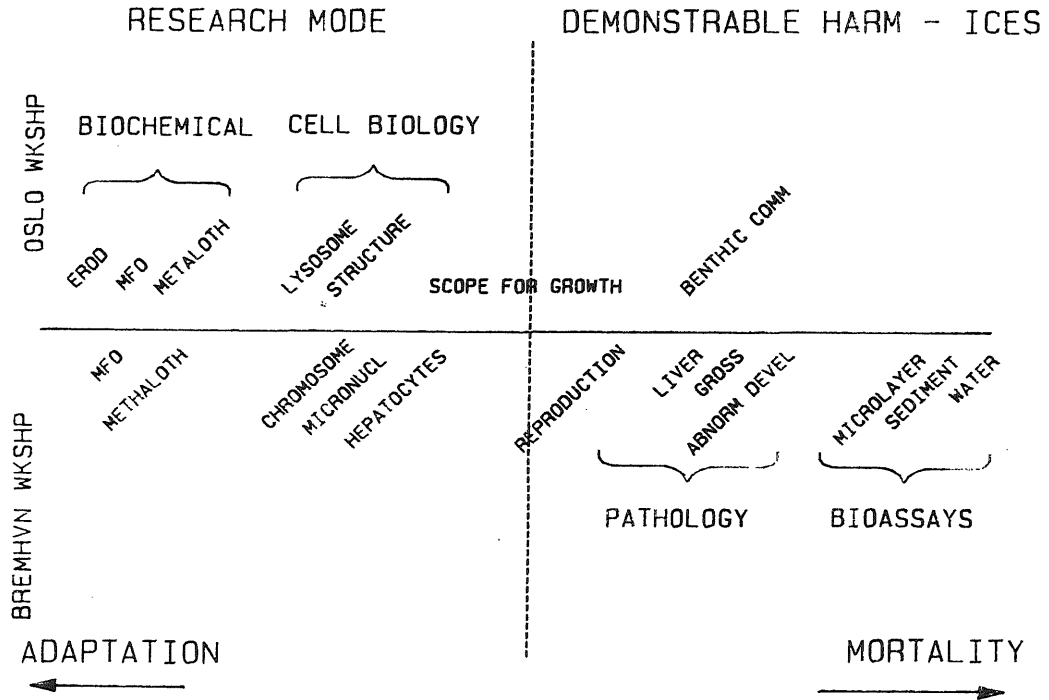 RESEARCH MODE
DEMONSTRABLE HARM - ICES
OSLO WKSHP
BIOCHEMICAL
CELL BIOLOGY
EROD
MFO
METALOTH
LYSOSOME
STRUCTURE
SCOPE FOR GROWTH
BENTHIC COMM
BREMHVN WKSHP
MFO
METHALOTH
CHROMOSOME
MICRONUCL
HEPATOCYTES
REPRODUCTION
LIVER
GROSS
ABNORM DEVEL
MICROLAYER
SEDIMENT
WATER
PATHOLOGY
BIOASSAYS
ADAPTATION
MORTALITY